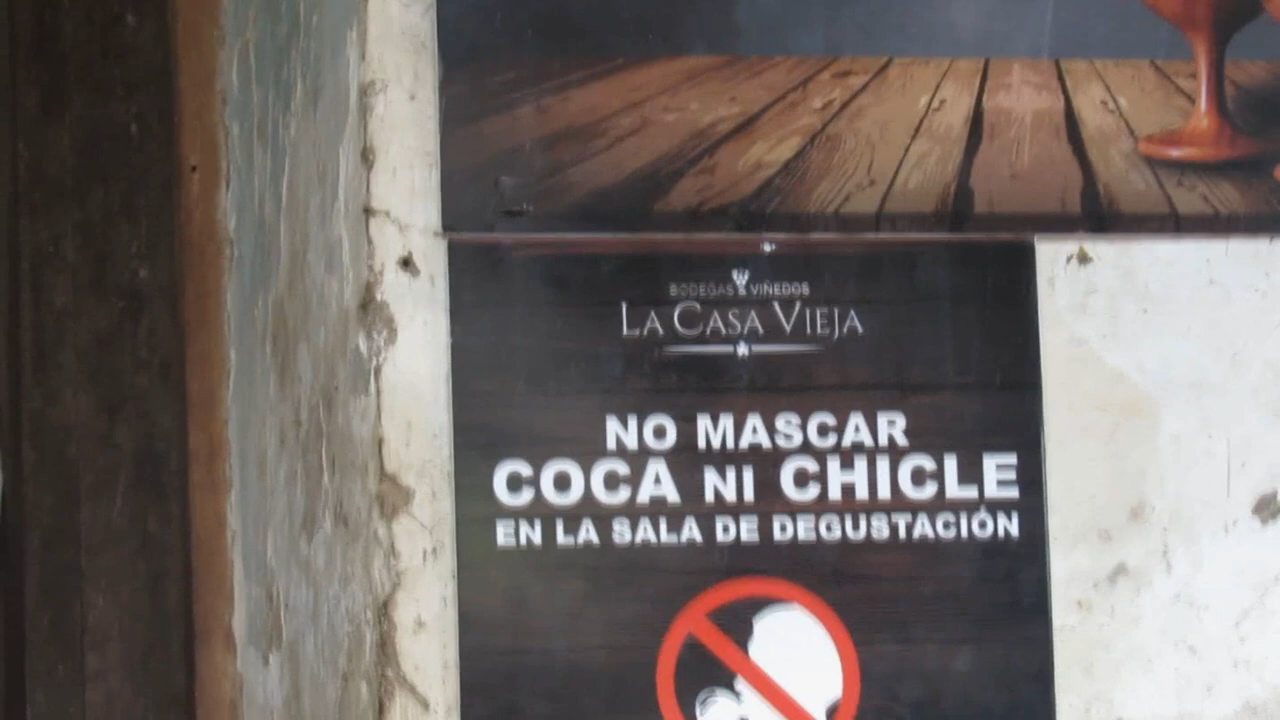 BODEGAS & VIÑEDOS
LA CASA VIEJA
NO MASCAR
COCA NI CHICLE
EN LA SALA DE DEGUSTACIÓN